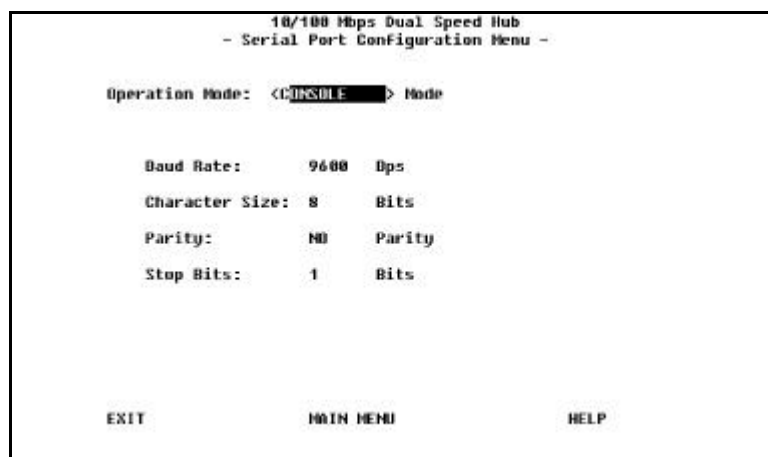 10/100 Mbps Dual Speed Hub
- Serial Port Configuration Menu -
Operation Mode: <CONSOLE > Mode
Baud Rate: 9600 Bps
Character Size: 8 Bits
Parity: NO Parity
Stop Bits: 1 Bits
EXIT MAIN MENU HELP